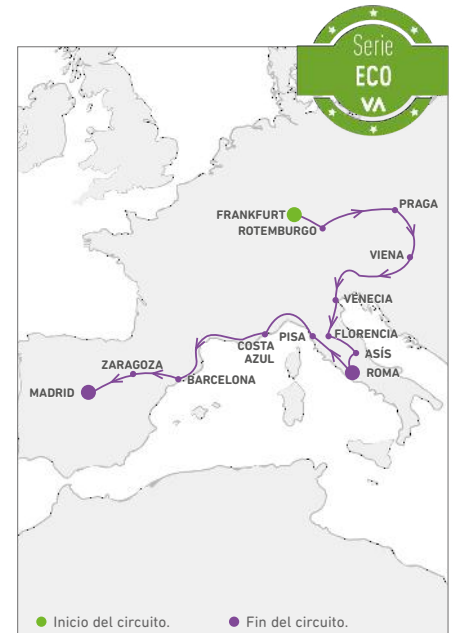 Serie
ECO
VA
PRAGA
FRANKFURT
ROTEMBURGO
VIENA
VENECIA
FLORENCIA
PISA
COSTA
AZUL
ASÍS
ROMA
ZARAGOZA
BARCELONA
MADRID
Inicio del circuito.
Fin del circuito.